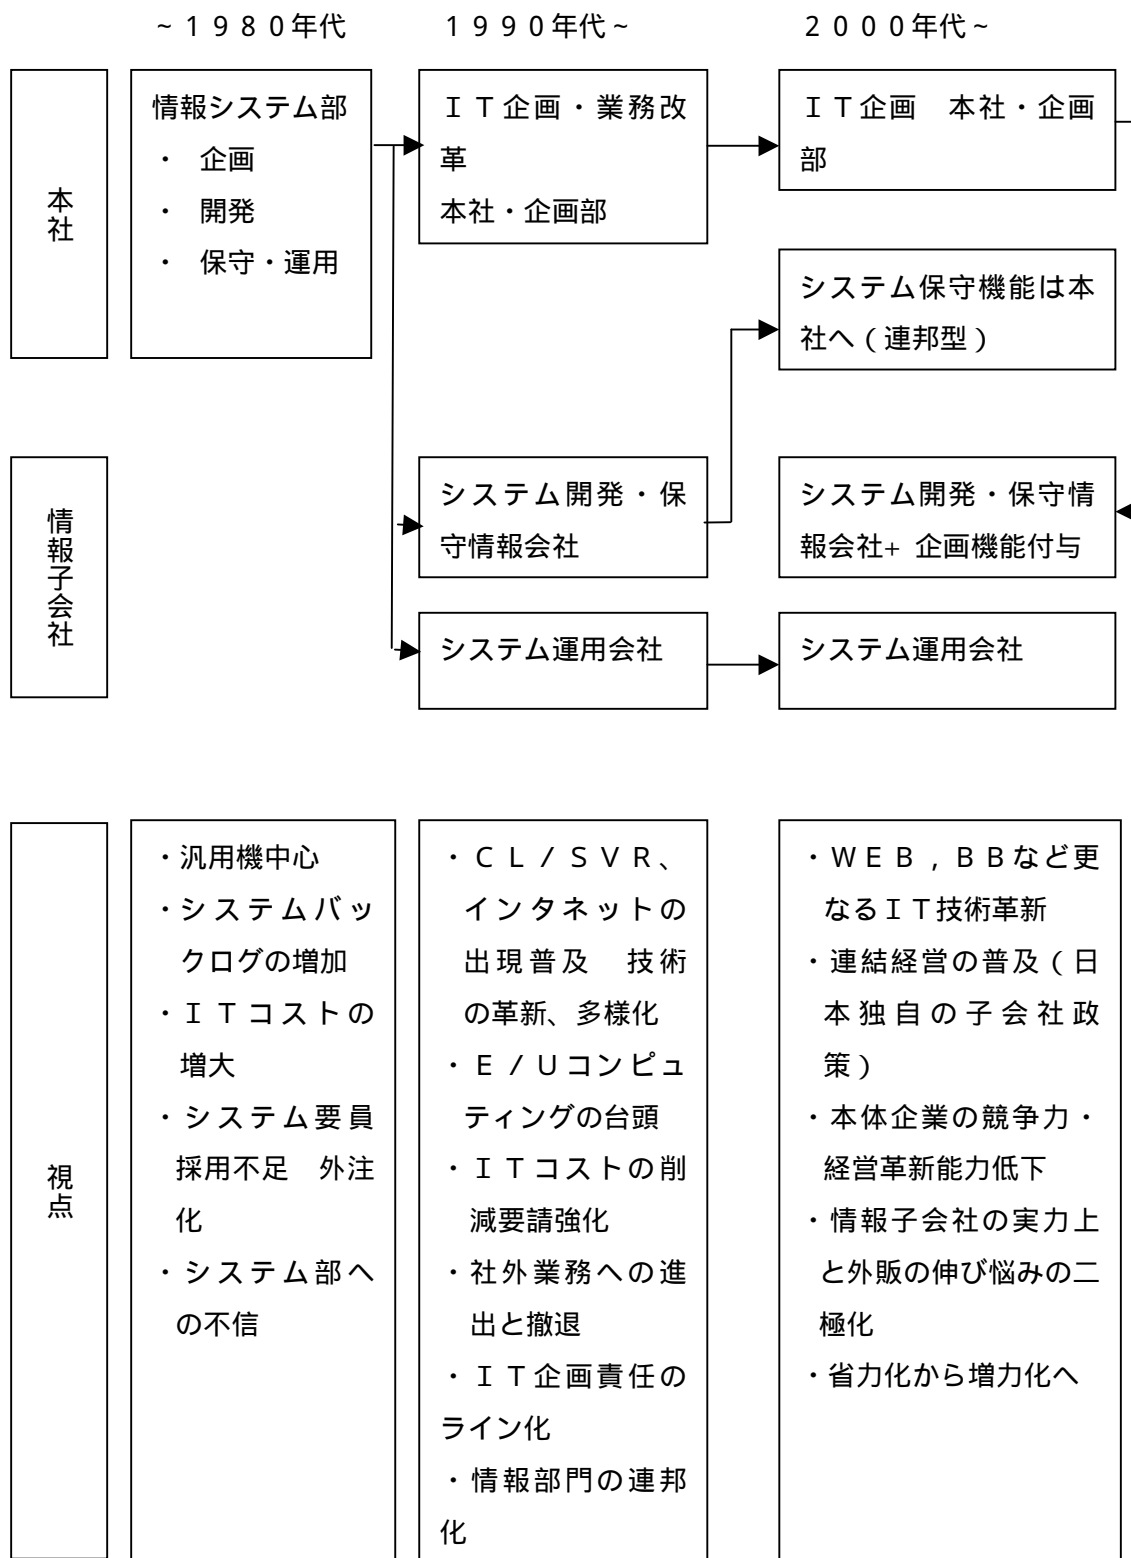 ~１９８０年代
１９９０年代~
２０００年代~
本社
情報システム部
・ 企画
・ 開発
・ 保守・運用
ＩＴ企画・業務改
革
本社・企画部
ＩＴ企画　本社・企画
部
システム保守機能は本
社へ（連邦型）
情報子会社
システム開発・保
守情報会社
システム開発・保守情
報会社+ 企画機能付与
システム運用会社
システム運用会社
視点
・汎用機中心
・システムバッ
クログの増加
・ＩＴコストの
増大
・システム要員
採用不足　外注
化
・システム部へ
の不信
・ＣＬ／ＳＶＲ、
インタネットの
出現普及　技術
の革新、多様化
・Ｅ／Ｕコンピュ
ティングの台頭
・ＩＴコストの削
減要請強化
・社外業務への進
出と撤退
・ＩＴ企画責任の
ライン化
・情報部門の連邦
化
・ＷＥＢ，ＢＢなど更
なるＩＴ技術革新
・連結経営の普及（日
本独自の子会社政
策）
・本体企業の競争力・
経営革新能力低下
・情報子会社の実力上
と外販の伸び悩みの二
極化
・省力化から増力化へ